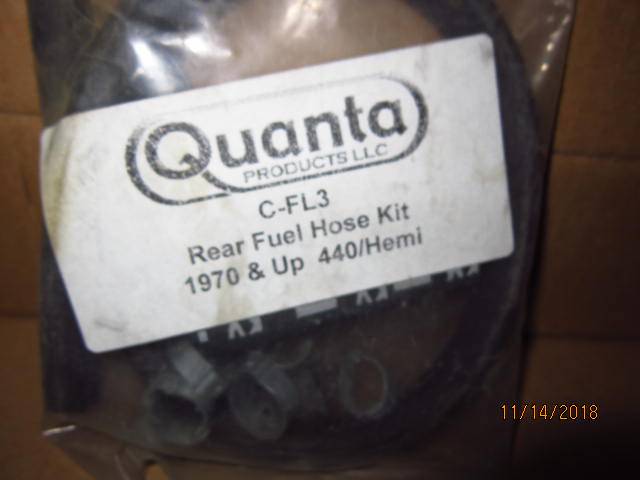 Quanta
PRODUCTS LLC
C-FL3
Rear Fuel Hose Kit
1970 & Up 440/Hemi
11/14/2018